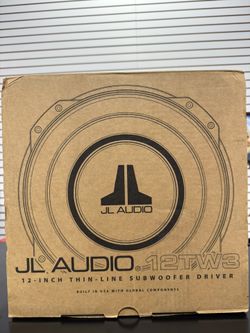 JL AUDIO
JL AUDIO® 12TW3
12-INCH THIN-LINE SUBWOOFER DRIVER
BUILT IN USA WITH GLOBAL COMPONENTS